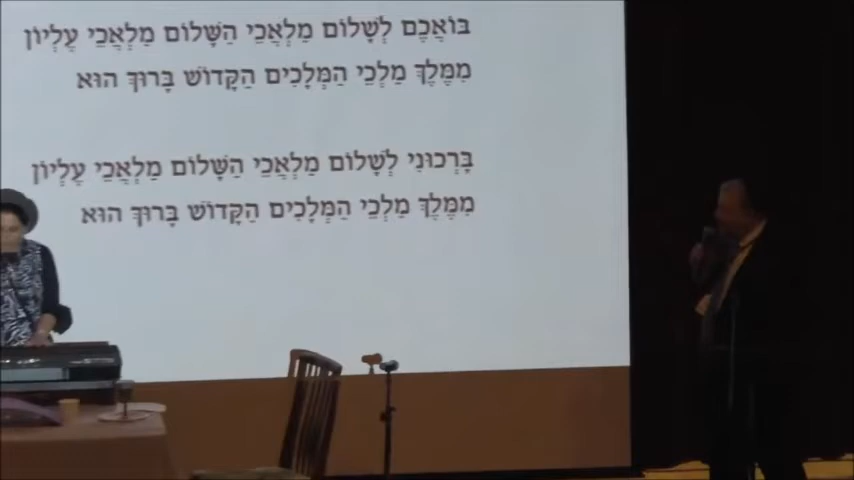 בּוֹאֲכֶם לְשָׁלוֹם מַלְאֲכֵי הַשָּׁלוֹם מַלְאֲכֵי עֶלְיוֹן
מִמֶּלֶךְ מַלְכֵי הַמְּלָכִים הַקָּדוֹשׁ בָּרוּךְ הוּא
בָּרְכוּנִי לְשָׁלוֹם מַלְאֲכֵי הַשָּׁלוֹם מַלְאֲכֵי עֶלְיוֹן
מִמֶּלֶךְ מַלְכֵי הַמְּלָכִים הַקָּדוֹשׁ בָּרוּךְ הוּא